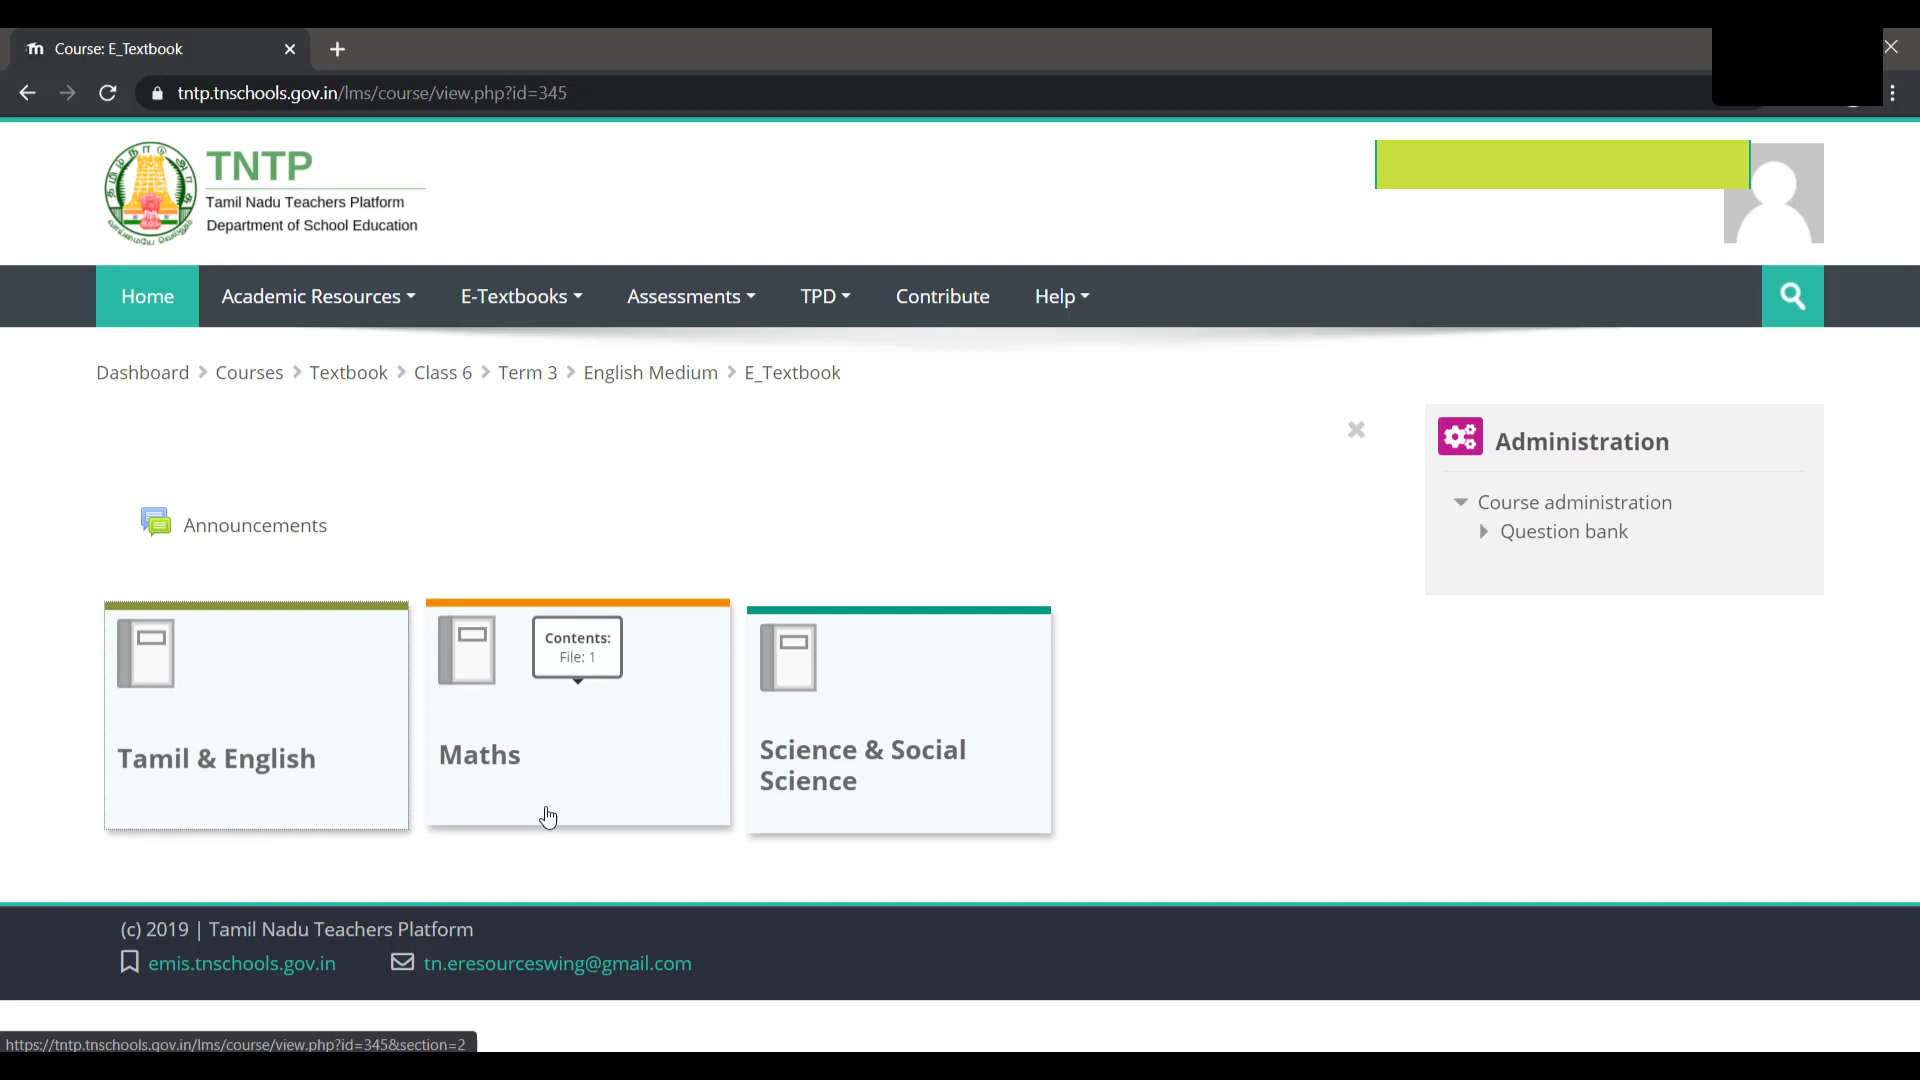 Course: E_Textbook
tntp.tnschools.gov.in/lms/course/view.php?id=345
TNTP
Tamil Nadu Teachers Platform
Department of School Education
Home
Academic Resources
E-Textbooks
Assessments
TPD
Contribute
Help
Dashboard
Courses
Textbook
Class 6
Term 3
English Medium
E_Textbook
Administration
Course administration
Question bank
Announcements
Contents:
File: 1
Tamil & English
Maths
Science & Social
Science
(c) 2019 | Tamil Nadu Teachers Platform
emis.tnschools.gov.in
tn.eresourceswing@gmail.com
https://tntp.tnschools.gov.in/lms/course/view.php?id=345&section=2